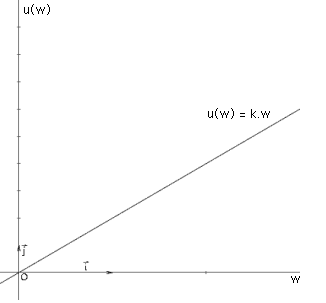 u(w)
u(w) = k.w
j
O
i
w